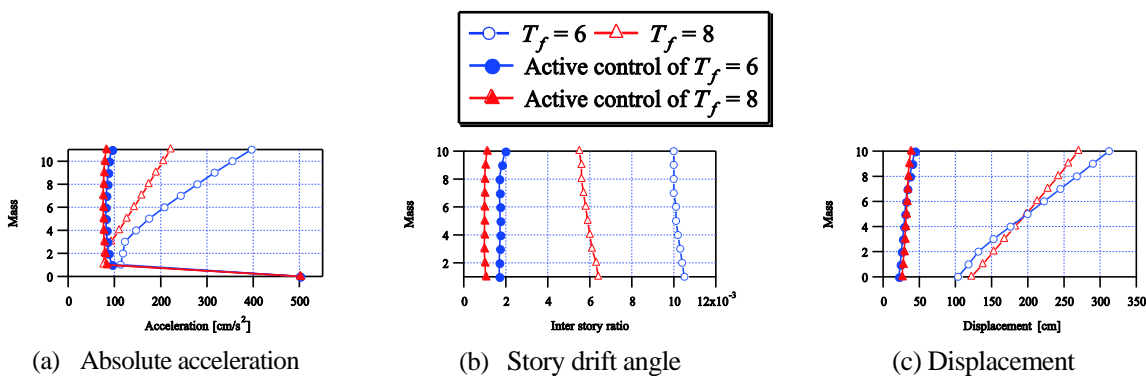 T_f = 6 T_f = 8
Active control of T_f = 6
Active control of T_f = 8
10
8
6
4
2
0
Mass
0 100 200 300 400 500
Acceleration [cm/s²]
(a) Absolute acceleration
10
8
6
4
2
Mass
0 2 4 6 8 10 12x10⁻³
Inter story ratio
(b) Story drift angle
10
8
6
4
2
0
Mass
0 50 100 150 200 250 300 350
Displacement [cm]
(c) Displacement